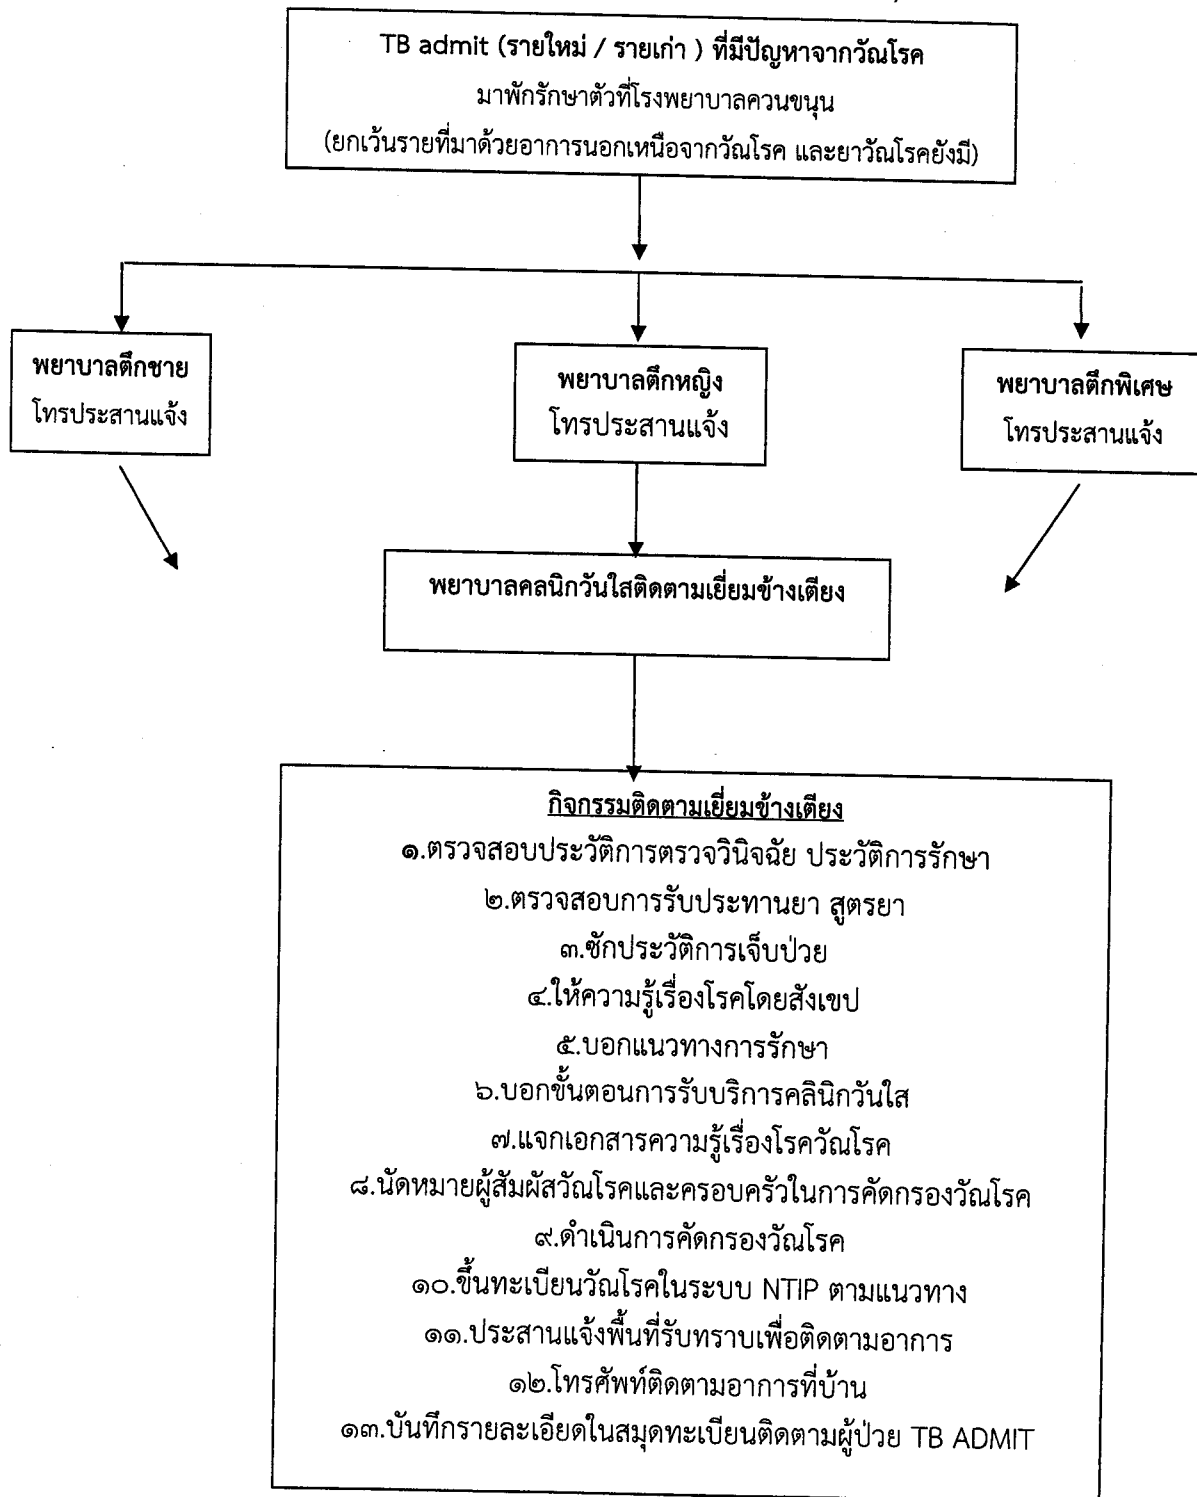 TB admit (รายใหม่ / รายเก่า ) ที่มีปัญหาจากวัณโรค
มาพักรักษาตัวที่โรงพยาบาลควนขนุน
(ยกเว้นรายที่มาด้วยอาการนอกเหนือจากวัณโรค และยาวัณโรคยังมี)
พยาบาลตึกชาย
โทรประสานแจ้ง
พยาบาลตึกหญิง
โทรประสานแจ้ง
พยาบาลตึกพิเศษ
โทรประสานแจ้ง
พยาบาลคลนิกวันใสติดตามเยี่ยมข้างเตียง
กิจกรรมติดตามเยี่ยมข้างเตียง
๑.ตรวจสอบประวัติการตรวจวินิจฉัย ประวัติการรักษา
๒.ตรวจสอบการรับประทานยา สูตรยา
๓.ซักประวัติการเจ็บป่วย
๔.ให้ความรู้เรื่องโรคโดยสังเขป
๕.บอกแนวทางการรักษา
๖.บอกขั้นตอนการรับบริการคลินิกวันใส
๗.แจกเอกสารความรู้เรื่องโรควัณโรค
๘.นัดหมายผู้สัมผัสวัณโรคและครอบครัวในการคัดกรองวัณโรค
๙.ดำเนินการคัดกรองวัณโรค
๑๐.ขึ้นทะเบียนวัณโรคในระบบ NTIP ตามแนวทาง
๑๑.ประสานแจ้งพื้นที่รับทราบเพื่อติดตามอาการ
๑๒.โทรศัพท์ติดตามอาการที่บ้าน
๑๓.บันทึกรายละเอียดในสมุดทะเบียนติดตามผู้ป่วย TB ADMIT